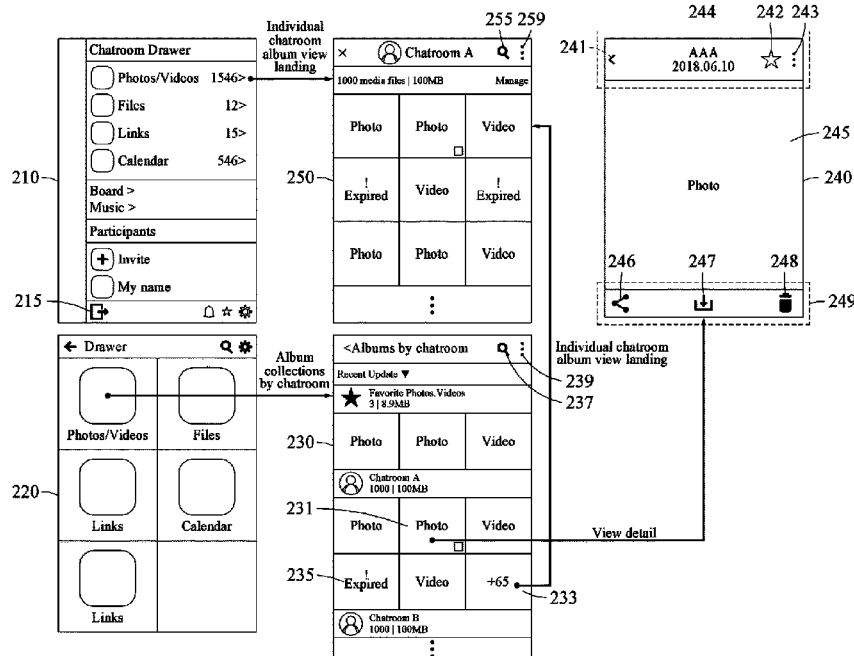 Chatroom Drawer
Photos/Videos 1546>
Files 12>
Links 15>
Calendar 546>
Board >
Music >
Participants
+ Invite
My name
210
215
Individual
chatroom
album view
landing
255 259
× Chatroom A
1000 media files | 100MB Manage
Photo Photo Video
! Expired Video ! Expired
Photo Photo Video
250
244 242 243
241
<
AAA
2018.06.10
245
240
Photo
246 247 248
249
← Drawer
Photos/Videos Files
Links Calendar
Links
220
Album
collections
by chatroom
<Albums by chatroom
Recent Update ▼
★ Favorite Photos.Videos
3 | 8.9MB
Photo Photo Video
Chatroom A
1000 | 100MB
Photo Photo Video
! Expired Video +65
Chatroom B
1000 | 100MB
230
231
235
233
237
239
Individual chatroom
album view landing
View detail